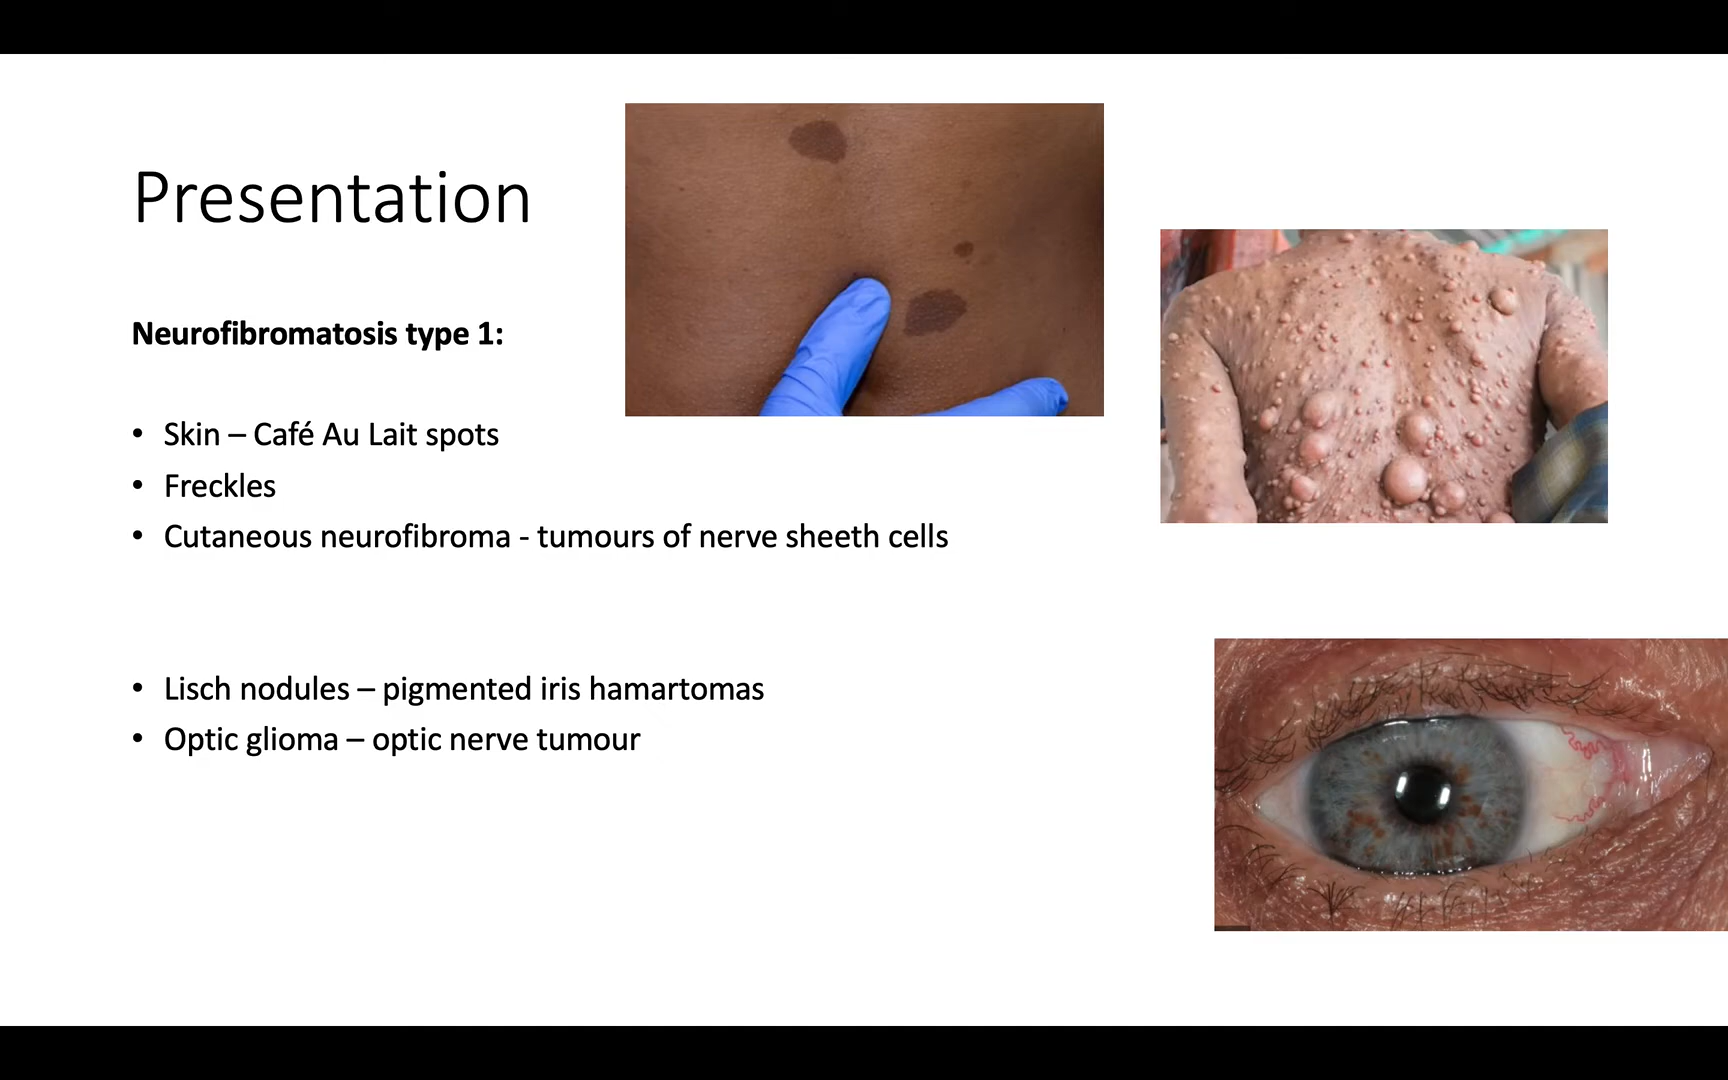 Presentation
Neurofibromatosis type 1:
• Skin – Café Au Lait spots
• Freckles
• Cutaneous neurofibroma - tumours of nerve sheeth cells
• Lisch nodules – pigmented iris hamartomas
• Optic glioma – optic nerve tumour